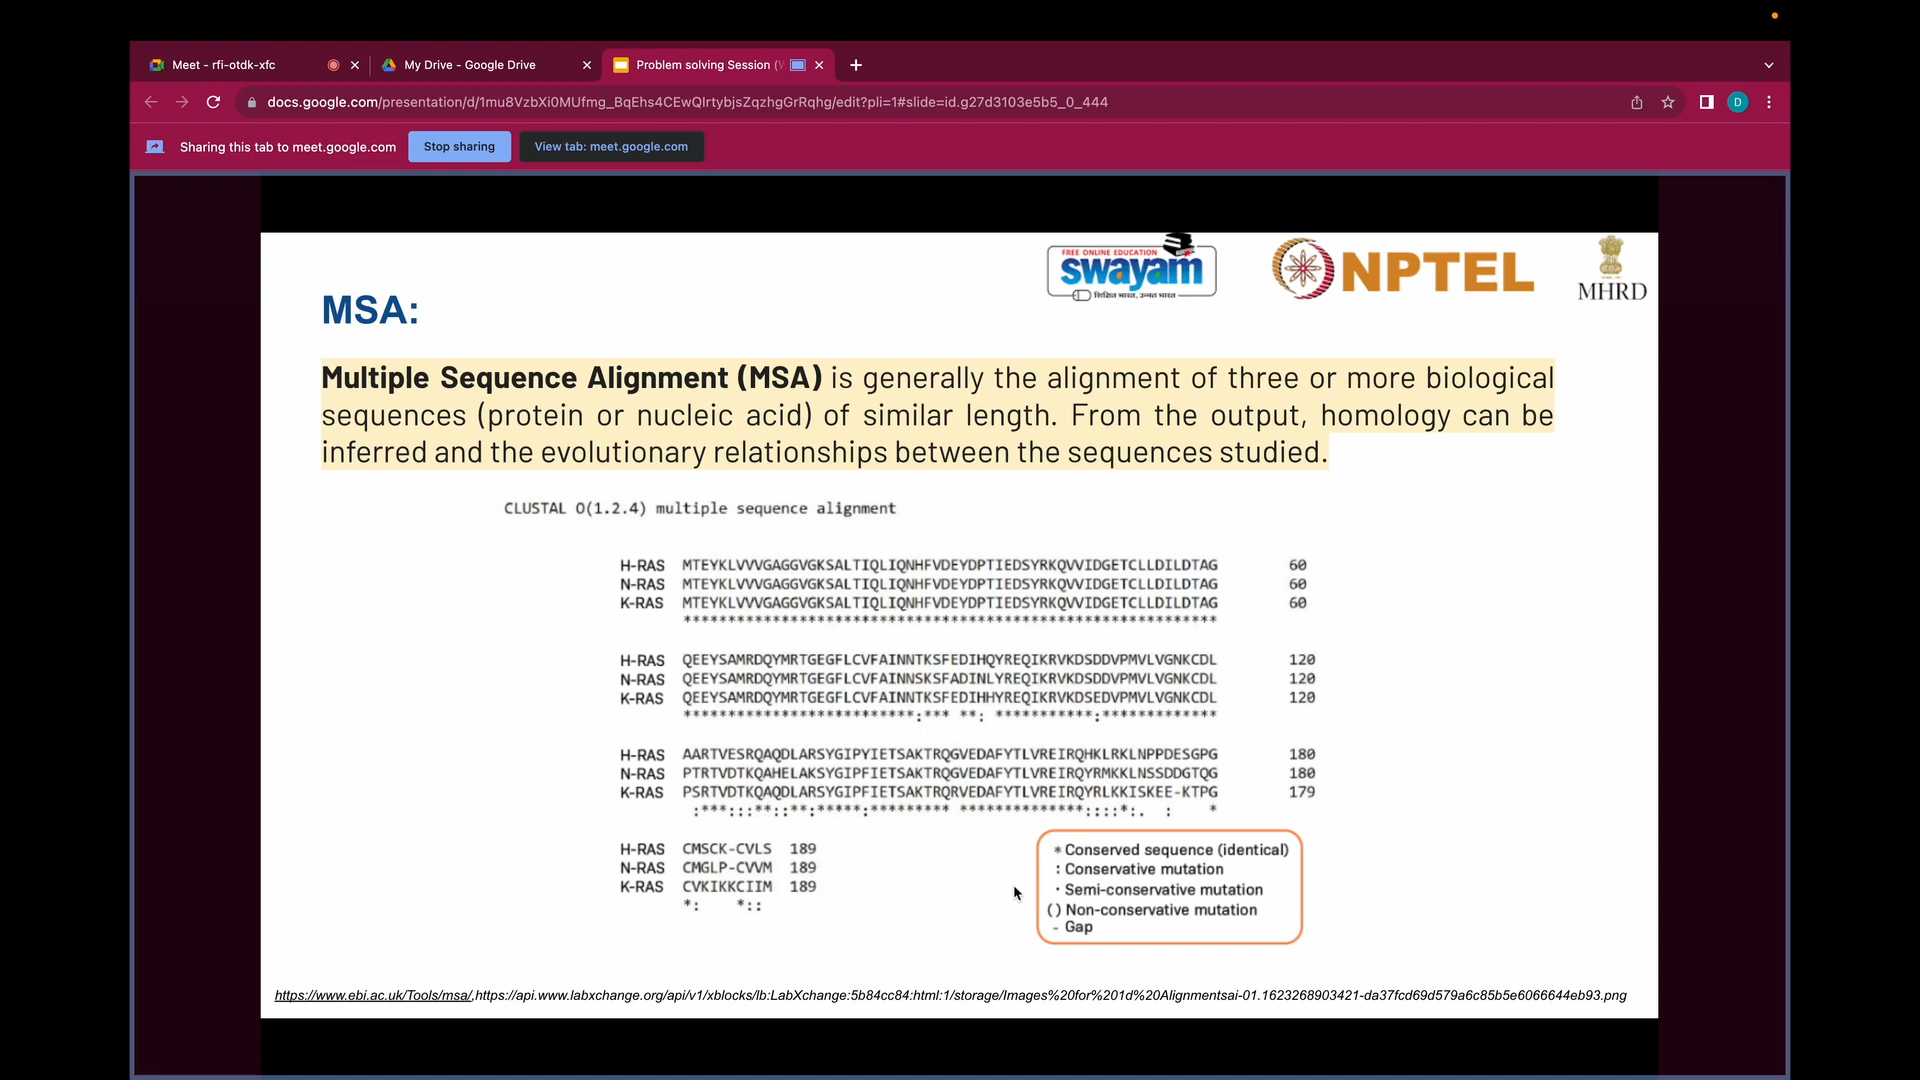 Meet - rfi-otdk-xfc
My Drive - Google Drive
Problem solving Session (
docs.google.com/presentation/d/1mu8VzbXi0MUfmg_BqEhs4CEwQIrtybjsZqzhgGrRqhg/edit?pli=1#slide=id.g27d3103e5b5_0_444
D
Sharing this tab to meet.google.com
Stop sharing
View tab: meet.google.com
FREE ONLINE EDUCATION
swayam
शिक्षित भारत, उन्नत भारत
NPTEL
MHRD
MSA:
Multiple Sequence Alignment (MSA) is generally the alignment of three or more biological
sequences (protein or nucleic acid) of similar length. From the output, homology can be
inferred and the evolutionary relationships between the sequences studied.
CLUSTAL O(1.2.4) multiple sequence alignment
H-RAS MTEYKLVVVGAGGVGKSALTIQLIQNHFVDEYDPTIEDSYRKQVVIDGETCLLDILDTAG 60
N-RAS MTEYKLVVVGAGGVGKSALTIQLIQNHFVDEYDPTIEDSYRKQVVIDGETCLLDILDTAG 60
K-RAS MTEYKLVVVGAGGVGKSALTIQLIQNHFVDEYDPTIEDSYRKQVVIDGETCLLDILDTAG 60
************************************************************
H-RAS QEEYSAMRDQYMRTGEGFLCVFAINNTKSFEDIHQYREQIKRVKDSDDVPMVLVGNKCDL 120
N-RAS QEEYSAMRDQYMRTGEGFLCVFAINNSKSFADINLYREQIKRVKDSDDVPMVLVGNKCDL 120
K-RAS QEEYSAMRDQYMRTGEGFLCVFAINNTKSFEDIHHYREQIKRVKDSEDVPMVLVGNKCDL 120
**************************:*** **: ***********:*************
H-RAS AARTVESRQAQDLARSYGIPYIETSAKTRQGVEDAFYTLVREIRQHKLRKLNPPDESGPG 180
N-RAS PTRTVDTKQAHELAKSYGIPFIETSAKTRQGVEDAFYTLVREIRQYRMKKLNSSDDGTQG 180
K-RAS PSRTVDTKQAQDLARSYGIPFIETSAKTRQRVEDAFYTLVREIRQYRLKKISKEE-KTPG 179
:***:::**::**:*****:********* **************::::*:. : *
H-RAS CMSCK-CVLS 189
N-RAS CMGLP-CVVM 189
K-RAS CVKIKKCIIM 189
*: *::
* Conserved sequence (identical)
: Conservative mutation
· Semi-conservative mutation
() Non-conservative mutation
- Gap
https://www.ebi.ac.uk/Tools/msa/,https://api.www.labxchange.org/api/v1/xblocks/lb:LabXchange:5b84cc84:html:1/storage/Images%20for%201d%20Alignmentsai-01.1623268903421-da37fcd69d579a6c85b5e6066644eb93.png